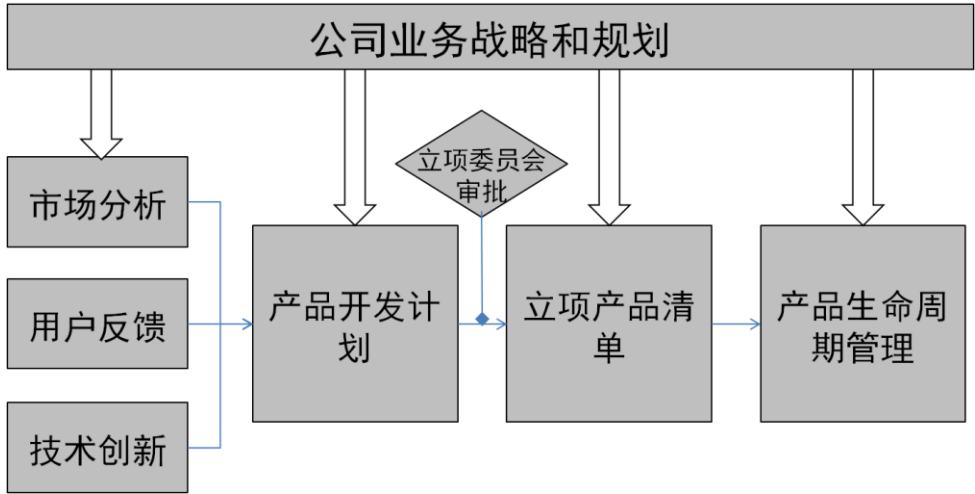 公司业务战略和规划
立项委员会
审批
市场分析
用户反馈
技术创新
产品开发计
划
立项产品清
单
产品生命周
期管理